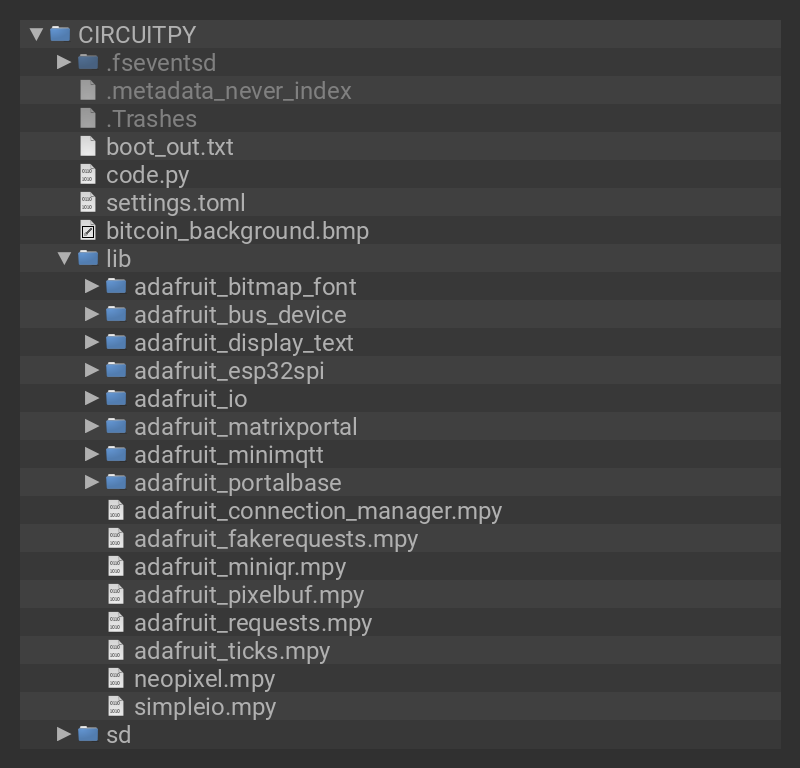 CIRCUITPY
.fseventsd
.metadata_never_index
.Trashes
boot_out.txt
code.py
settings.toml
bitcoin_background.bmp
lib
adafruit_bitmap_font
adafruit_bus_device
adafruit_display_text
adafruit_esp32spi
adafruit_io
adafruit_matrixportal
adafruit_minimqtt
adafruit_portalbase
adafruit_connection_manager.mpy
adafruit_fakerequests.mpy
adafruit_miniqr.mpy
adafruit_pixelbuf.mpy
adafruit_requests.mpy
adafruit_ticks.mpy
neopixel.mpy
simpleio.mpy
sd